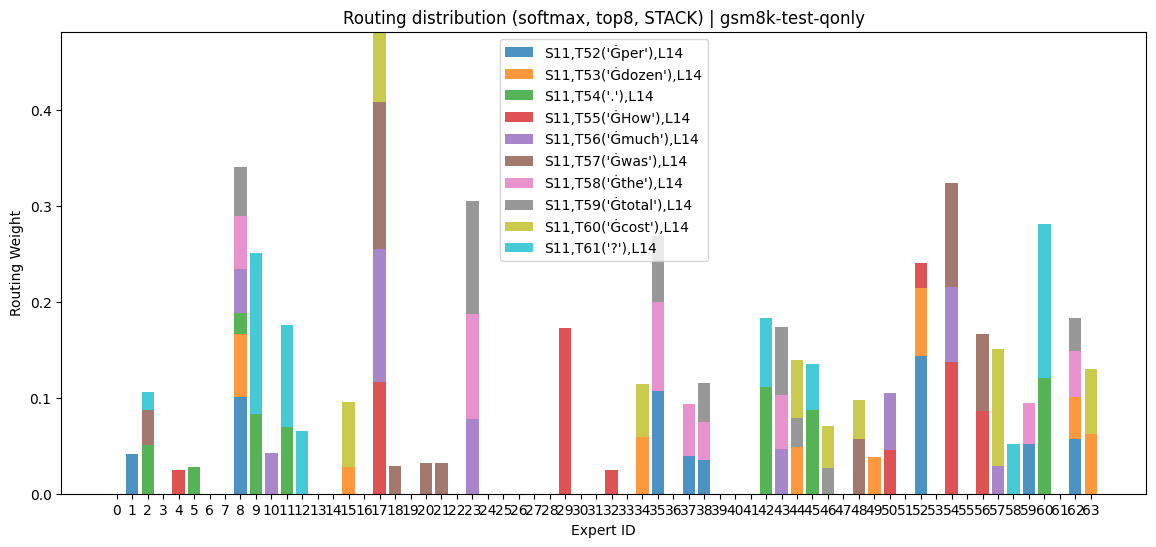 Routing distribution (softmax, top8, STACK) | gsm8k-test-qonly
S11,T52('Ġper'),L14
S11,T53('Ġdozen'),L14
S11,T54('.'),L14
S11,T55('ĠHow'),L14
S11,T56('Ġmuch'),L14
S11,T57('Ġwas'),L14
S11,T58('Ġthe'),L14
S11,T59('Ġtotal'),L14
S11,T60('Ġcost'),L14
S11,T61('?'),L14
Routing Weight
0.4
0.3
0.2
0.1
0.0
0 1 2 3 4 5 6 7 8 9 10 11 12 13 14 15 16 17 18 19 20 21 22 23 24 25 26 27 28 29 30 31 32 33 34 35 36 37 38 39 40 41 42 43 44 45 46 47 48 49 50 51 52 53 54 55 56 57 58 59 60 61 62 63
Expert ID